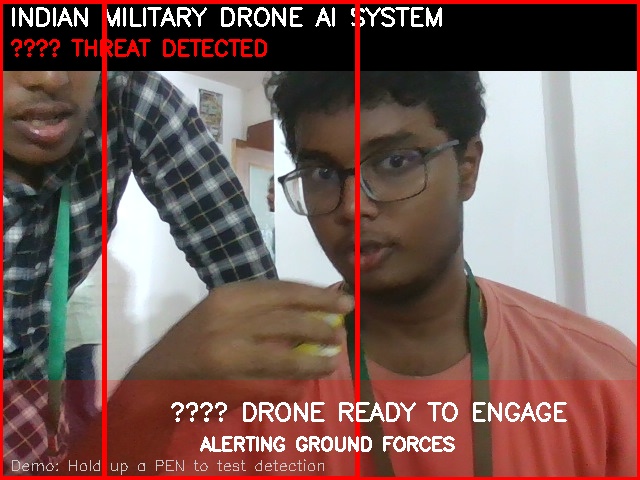 INDIAN MILITARY DRONE AI SYSTEM
???? THREAT DETECTED
???? DRONE READY TO ENGAGE
ALERTING GROUND FORCES
Demo: Hold up a PEN to test detection